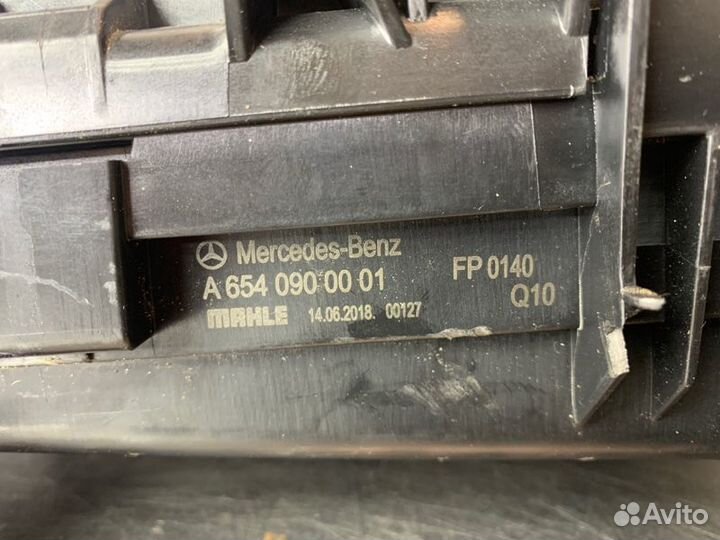 Mercedes-Benz
A 654 090 00 01
MAHLE 14.06.2018. 00127
FP 0140
Q10
Avito